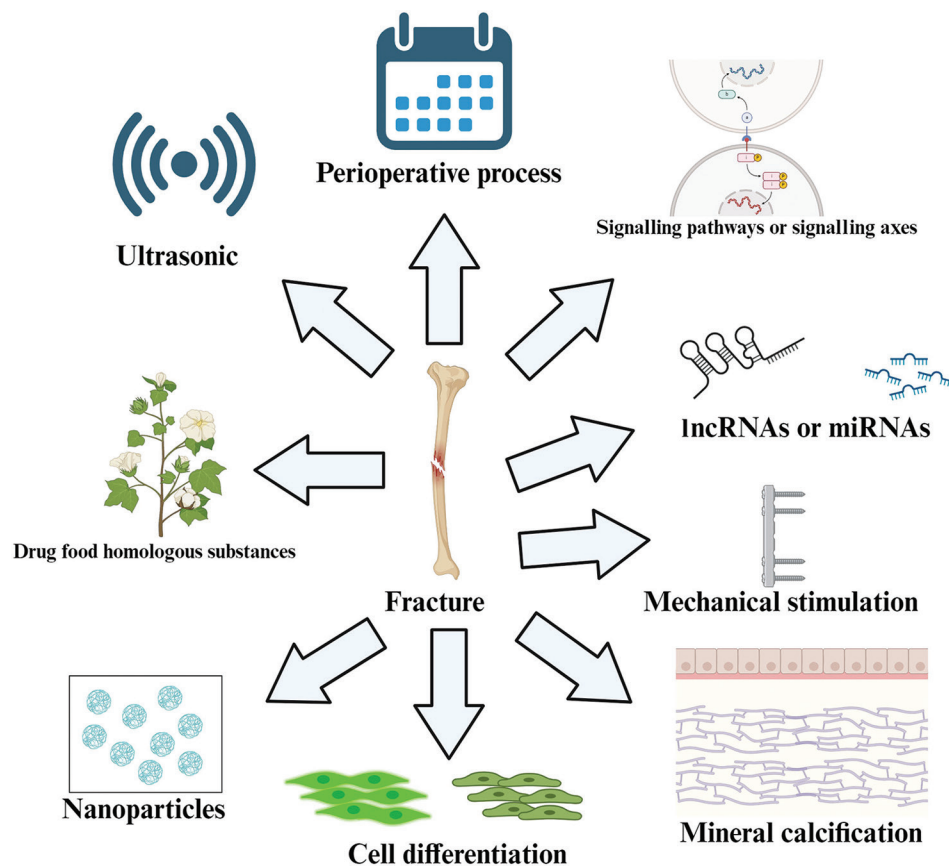 Perioperative process
Ultrasonic
Signalling pathways or signalling axes
lncRNAs or miRNAs
Drug food homologous substances
Fracture
Mechanical stimulation
Nanoparticles
Cell differentiation
Mineral calcification